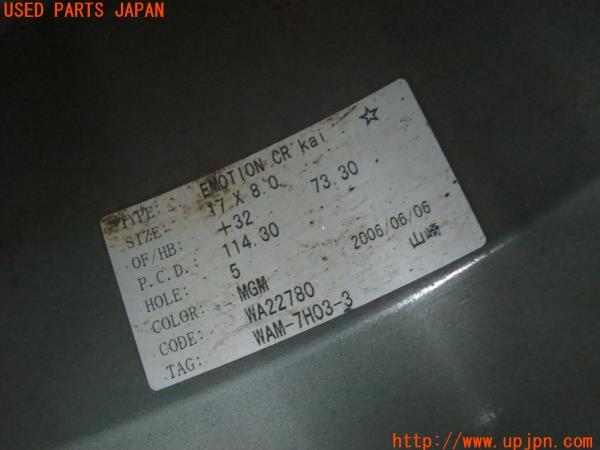 USED PARTS JAPAN
TYPE: EMOTION CR kai ☆
SIZE: 17 X 8.0
OF/HB: +32 73.30
P.C.D.: 114.30
HOLE: 5 2006/06/06
COLOR: MGM 山崎
CODE: WA22780
TAG: WAM-7H03-3
http://www.upjpn.com